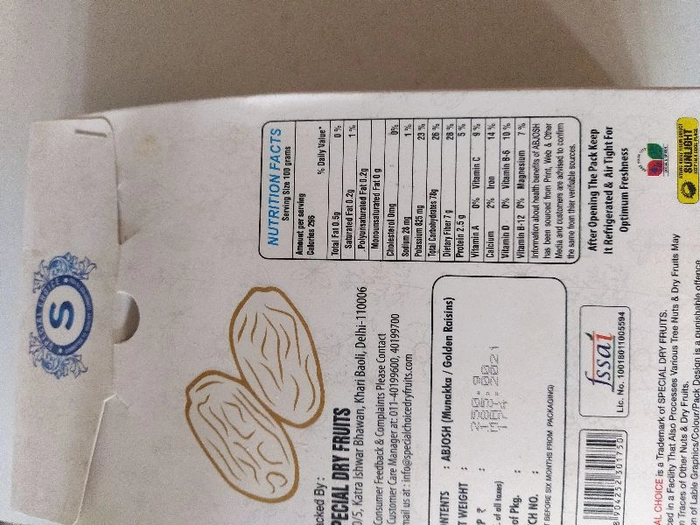 S
NUTRITION FACTS
Serving Size 100 grams
Amount per serving
Calories 296
% Daily Value*
Total Fat 0.5g 0%
Saturated Fat 0.2g 1%
Polyunsaturated Fat 0.2g
Monounsaturated Fat 0g
Cholesterol 0mg 0%
Sodium 28 mg 1%
Potassium 825 mg 23%
Total Carbohydrates 78g 26%
Dietary Fiber 7g 28%
Protein 2.5 g 5%
Vitamin A 0% Vitamin C 9%
Calcium 2% Iron 14%
Vitamin D 0% Vitamin B-6 10%
Vitamin B-12 0% Magnesium 7%
Information about health benefits of ABJOSH
has been sourced from Print, Web & Other
Media and customers are advised to confirm
the same from their verifiable sources.
After Opening The Pack Keep
It Refrigerated & Air Tight For
Optimum Freshness
SUNLIGHT
acked By :
PECIAL DRY FRUITS
0/5, Katra Ishwar Bhawan, Khari Baoli, Delhi-110006
Consumer Feedback & Complaints Please Contact
Customer Care Manager at: 011-40199600, 40199700
mail us at : info@specialchoicedryfruits.com
NTENTS : ABJOSH (Munakka / Golden Raisins)
T WEIGHT :
P ₹ :
of all taxes)
Pkg. :
CH NO. :
BEFORE SIX MONTHS FROM PACKAGING)
fssai
Lic. No. 10018011005594
AL CHOICE is a Trademark of SPECIAL DRY FRUITS.
ed in a Facility That Also Processes Various Tree Nuts & Dry Fruits May
Traces of Other Nuts & Dry Fruits.
n of Lable Graphics/Colour/Pack Design is a punishable offence